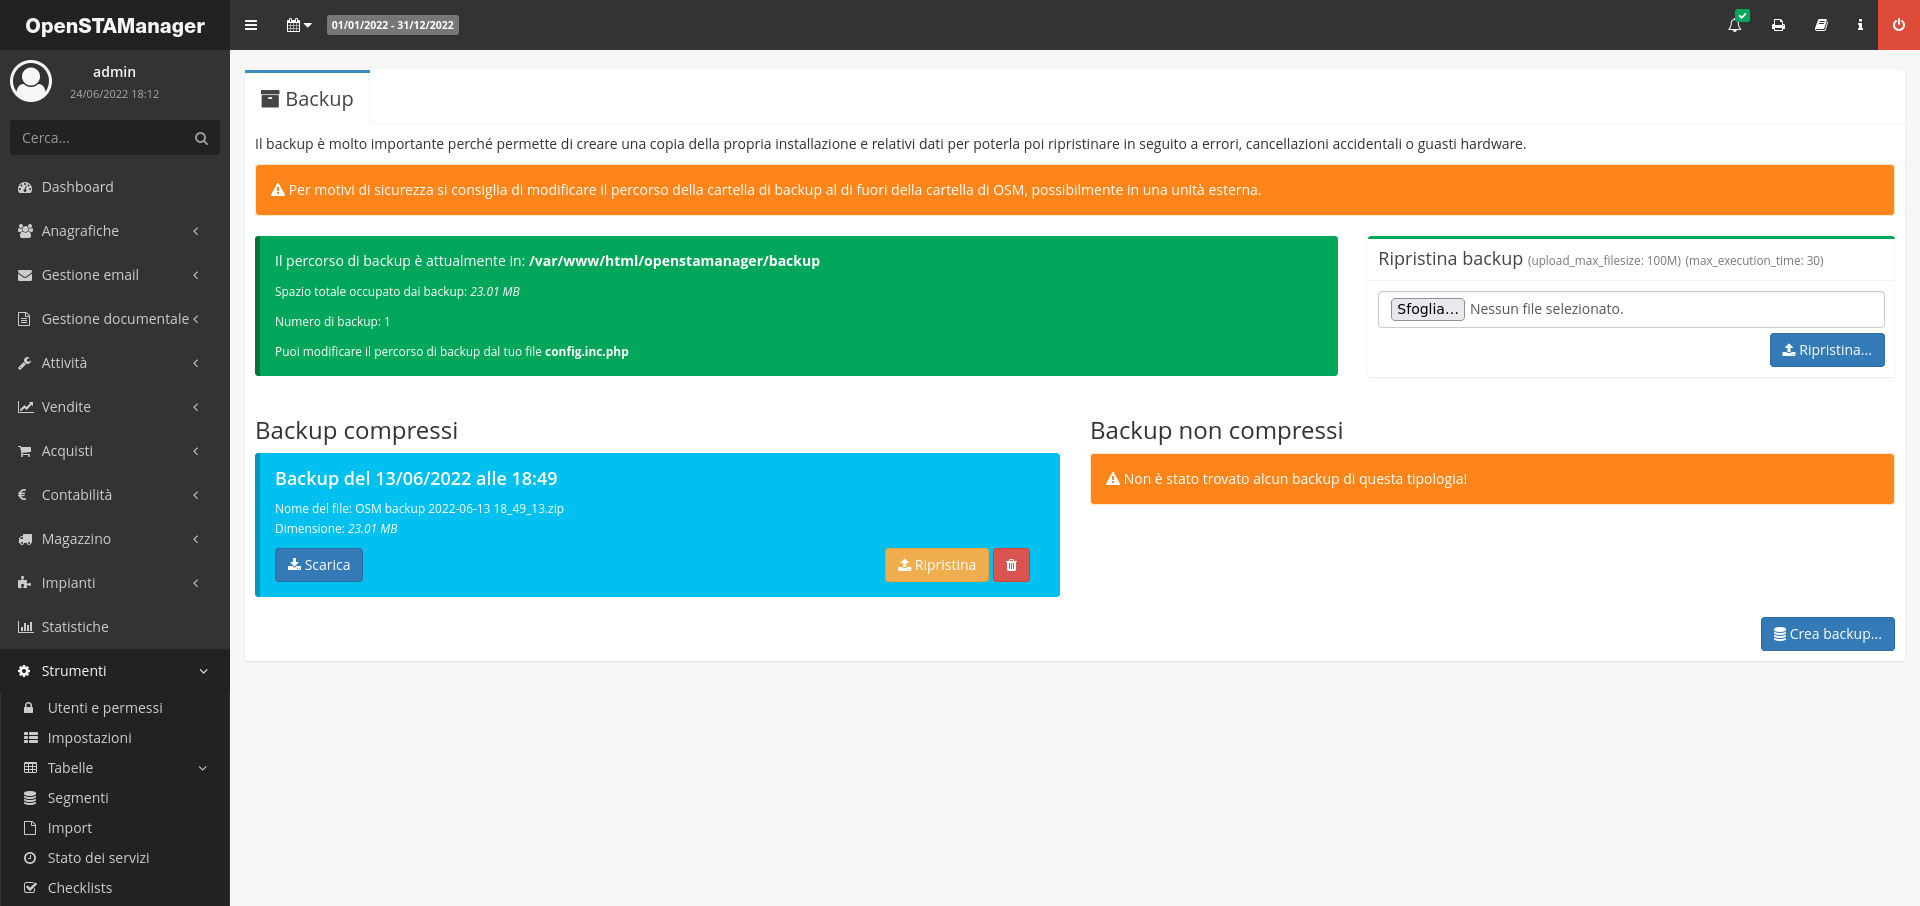 OpenSTAManager
01/01/2022 - 31/12/2022
admin
24/06/2022 18:12
Cerca...
Dashboard
Anagrafiche
Gestione email
Gestione documentale
Attività
Vendite
Acquisti
Contabilità
Magazzino
Impianti
Statistiche
Strumenti
Utenti e permessi
Impostazioni
Tabelle
Segmenti
Import
Stato dei servizi
Checklists
Backup
Il backup è molto importante perché permette di creare una copia della propria installazione e relativi dati per poterla poi ripristinare in seguito a errori, cancellazioni accidentali o guasti hardware.
Per motivi di sicurezza si consiglia di modificare il percorso della cartella di backup al di fuori della cartella di OSM, possibilmente in una unità esterna.
Il percorso di backup è attualmente in: /var/www/html/openstamanager/backup
Spazio totale occupato dai backup: 23.01 MB
Numero di backup: 1
Puoi modificare il percorso di backup dal tuo file config.inc.php
Ripristina backup (upload_max_filesize: 100M) (max_execution_time: 30)
Sfoglia... Nessun file selezionato.
Ripristina...
Backup compressi
Backup del 13/06/2022 alle 18:49
Nome del file: OSM backup 2022-06-13 18_49_13.zip
Dimensione: 23.01 MB
Scarica
Ripristina
Backup non compressi
Non è stato trovato alcun backup di questa tipologia!
Crea backup...